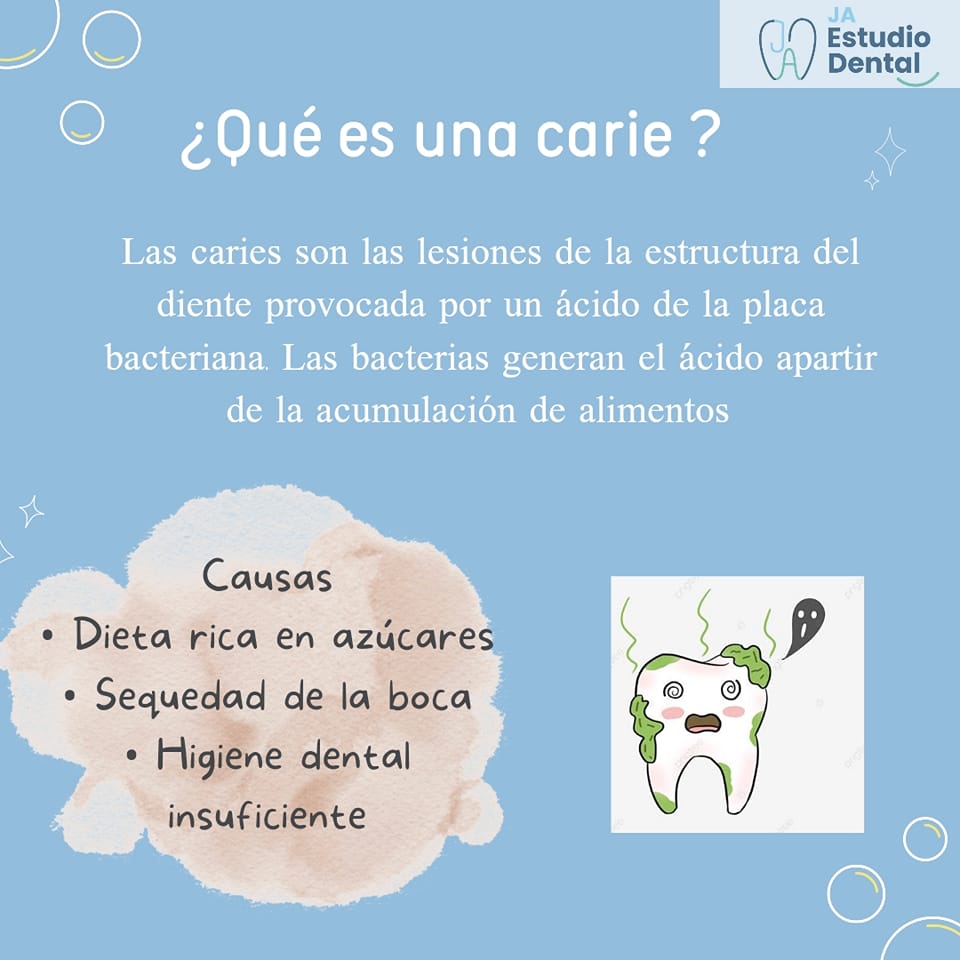 JA
Estudio
Dental
¿Qué es una carie ?
Las caries son las lesiones de la estructura del
diente provocada por un ácido de la placa
bacteriana. Las bacterias generan el ácido apartir
de la acumulación de alimentos
Causas
• Dieta rica en azúcares
• Sequedad de la boca
• Higiene dental
insuficiente